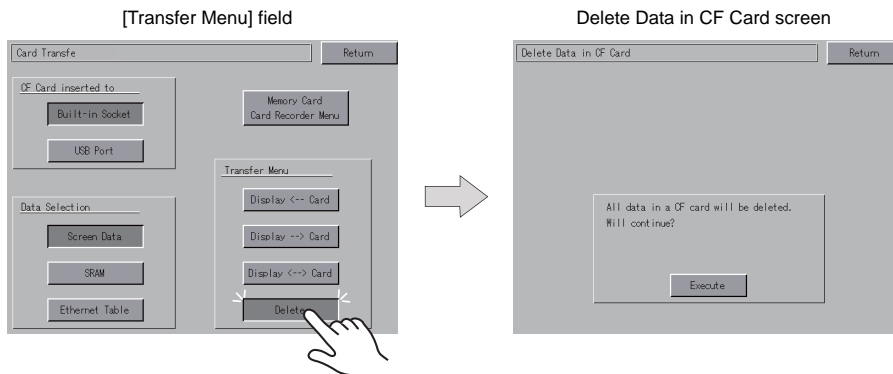 [Transfer Menu] field
Card Transfe
Return
CF Card inserted to
Built-in Socket
USB Port
Memory Card
Card Recorder Menu
Data Selection
Screen Data
SRAM
Ethernet Table
Transfer Menu
Display <-- Card
Display --> Card
Display <--> Card
Delete
Delete Data in CF Card screen
Delete Data in CF Card
Return
All data in a CF card will be deleted.
Will continue?
Execute